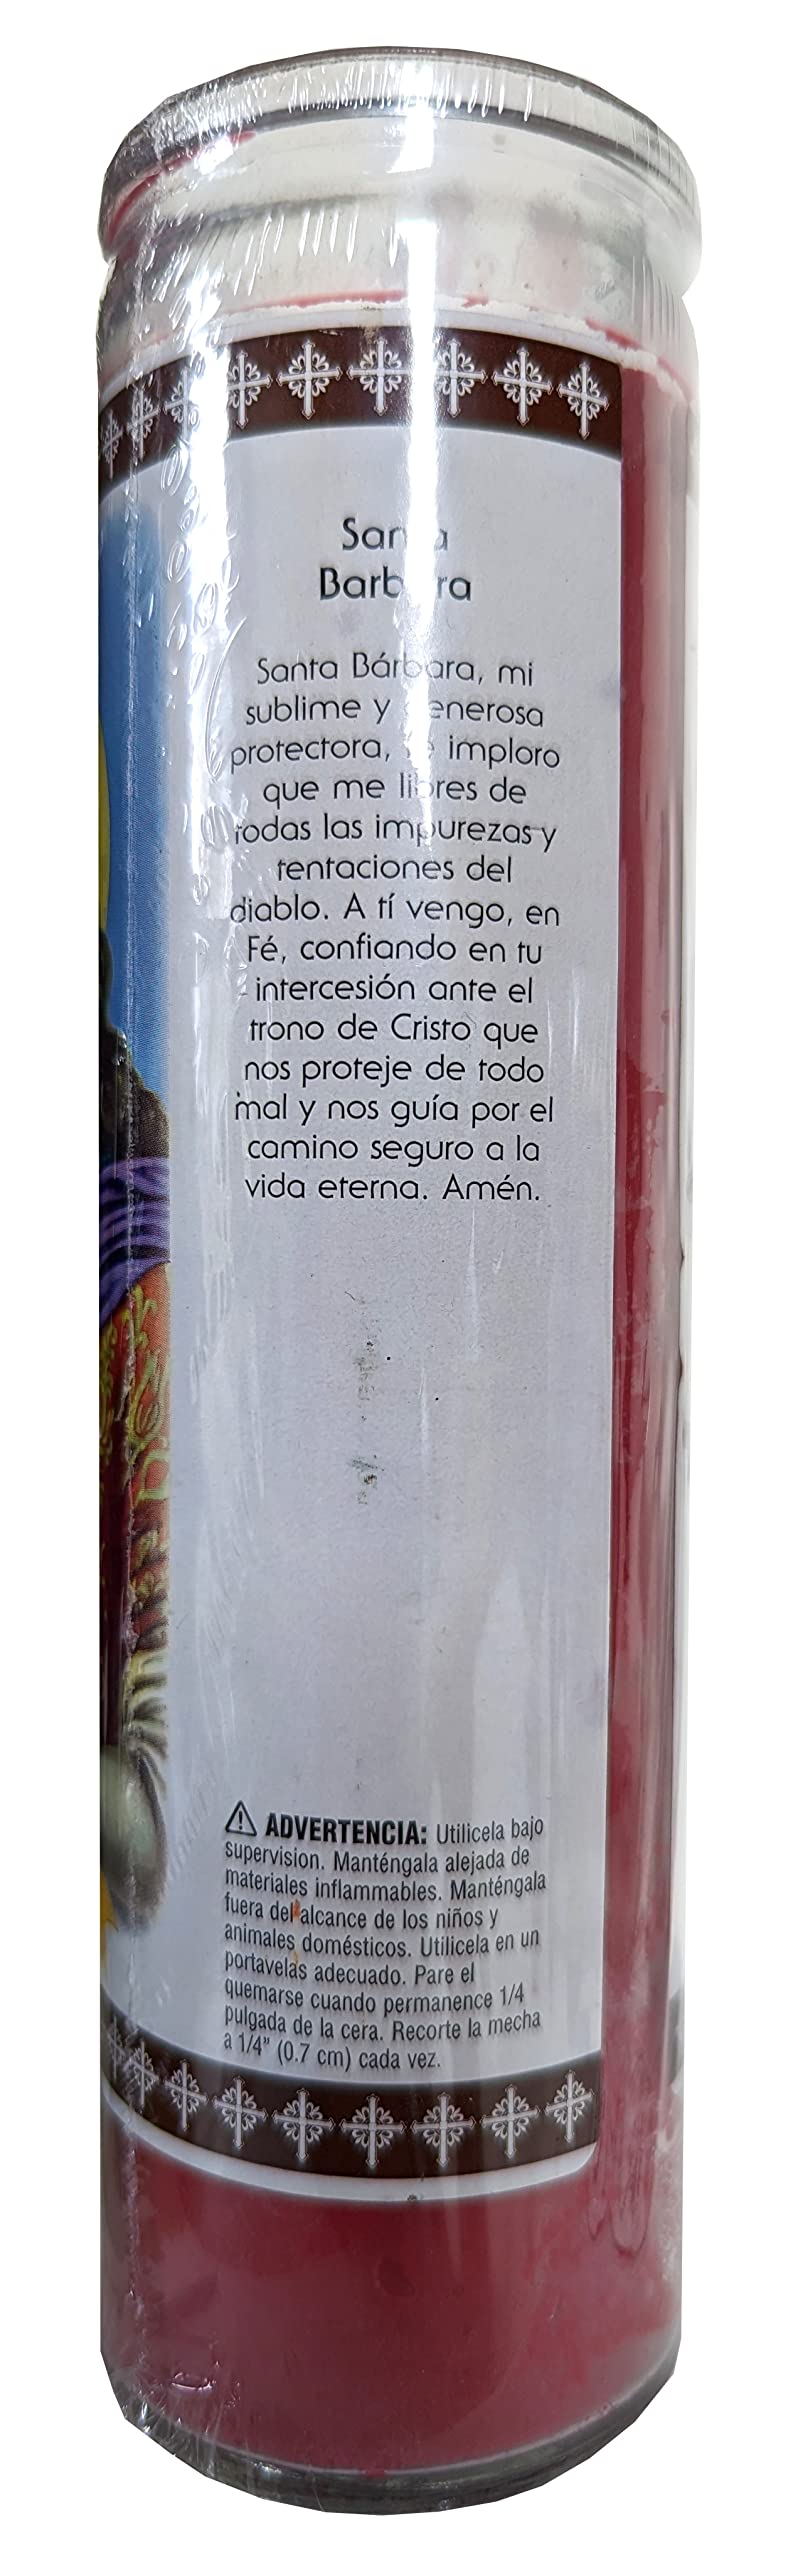 Santa
Barbara
Santa Bárbara, mi
sublime y generosa
protectora, te imploro
que me libres de
todas las impurezas y
tentaciones del
diablo. A tí vengo, en
Fé, confiando en tu
intercesión ante el
trono de Cristo que
nos proteje de todo
mal y nos guía por el
camino seguro a la
vida eterna. Amén.
ADVERTENCIA: Utilicela bajo
supervision. Manténgala alejada de
materiales inflammables. Manténgala
fuera del alcance de los niños y
animales domésticos. Utilicela en un
portavelas adecuado. Pare el
quemarse cuando permanence 1/4
pulgada de la cera. Recorte la mecha
a 1/4” (0.7 cm) cada vez.